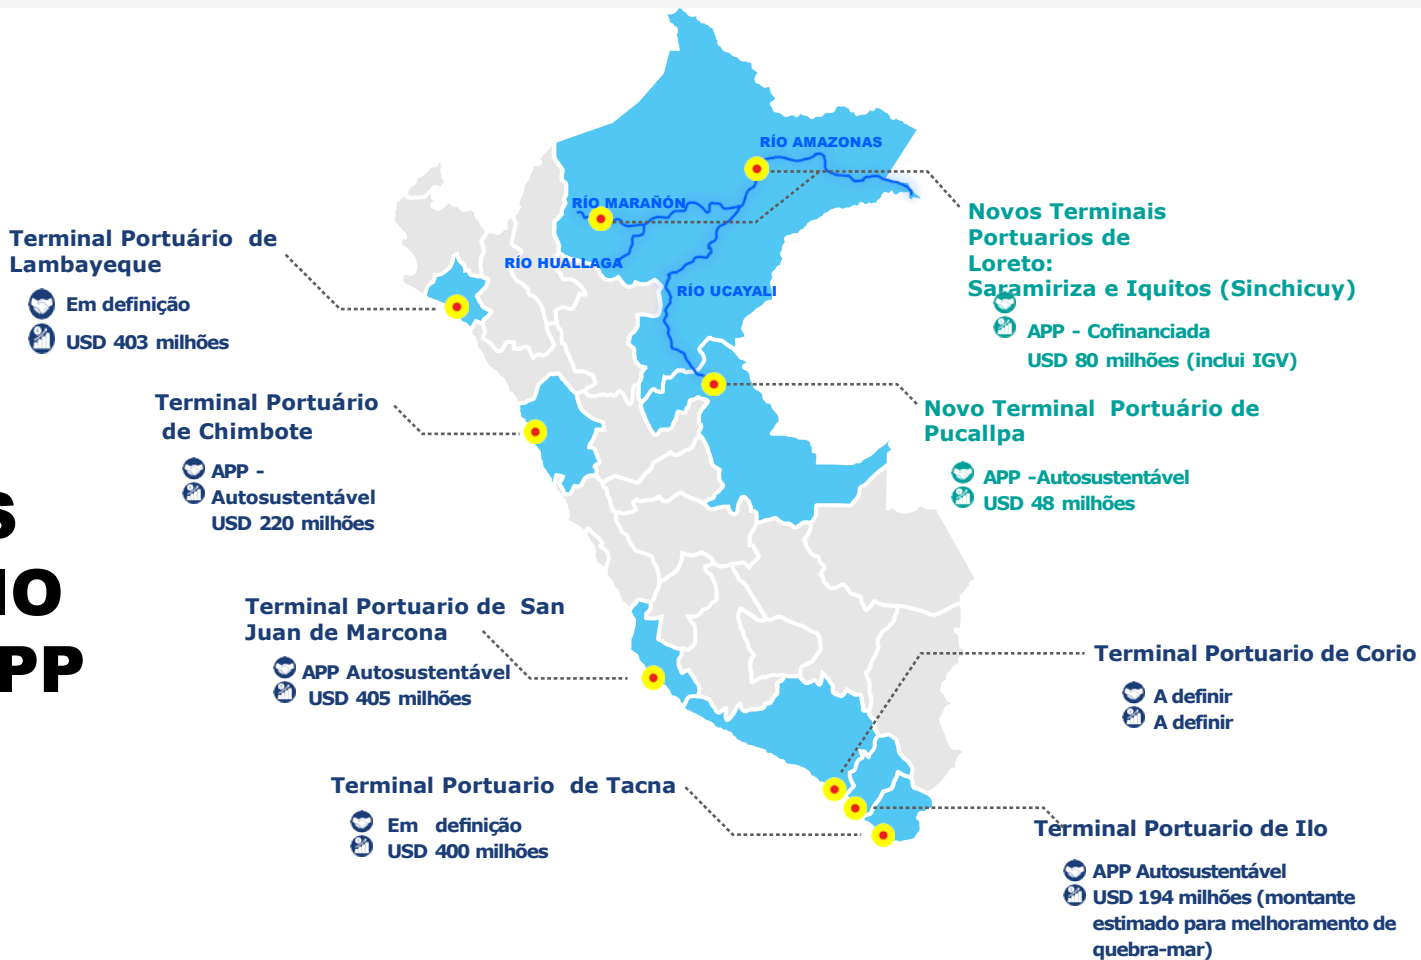 RÍO AMAZONAS
RÍO MARAÑÓN
RÍO HUALLAGA
RÍO UCAYALI
Terminal Portuário de
Lambayeque
Em definição
USD 403 milhões
Terminal Portuário
de Chimbote
APP -
Autosustentável
USD 220 milhões
S
IO
PP
Terminal Portuario de San
Juan de Marcona
APP Autosustentável
USD 405 milhões
Terminal Portuario de Tacna
Em definição
USD 400 milhões
Novos Terminais
Portuarios de
Loreto:
Saramiriza e Iquitos (Sinchicuy)
APP - Cofinanciada
USD 80 milhões (inclui IGV)
Novo Terminal Portuário de
Pucallpa
APP -Autosustentável
USD 48 milhões
Terminal Portuario de Corio
A definir
A definir
Terminal Portuario de Ilo
APP Autosustentável
USD 194 milhões (montante
estimado para melhoramento de
quebra-mar)